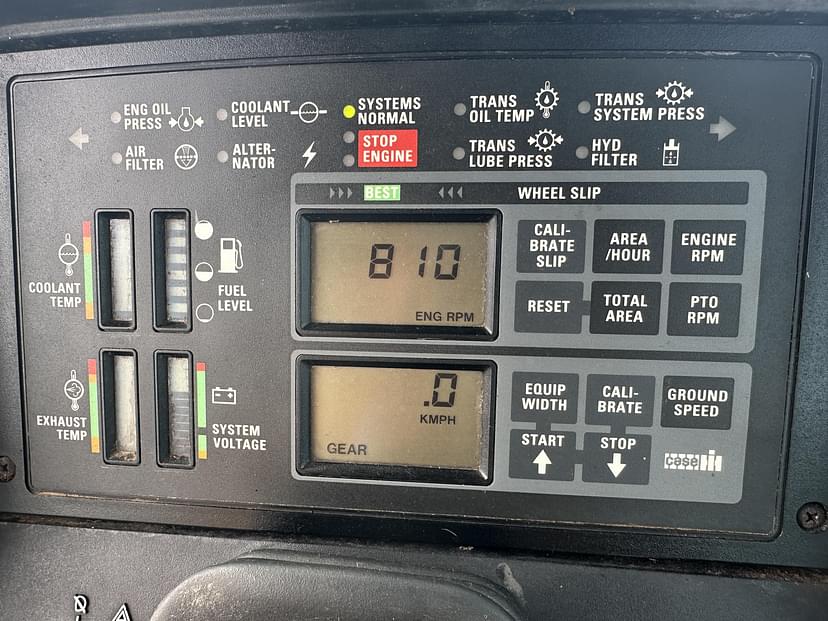 ENG OIL
PRESS
COOLANT
LEVEL
SYSTEMS
NORMAL
TRANS
OIL TEMP
TRANS
SYSTEM PRESS
AIR
FILTER
ALTER-
NATOR
STOP
ENGINE
TRANS
LUBE PRESS
HYD
FILTER
BEST
WHEEL SLIP
COOLANT
TEMP
FUEL
LEVEL
810
ENG RPM
CALI-
BRATE
SLIP
AREA
/HOUR
ENGINE
RPM
RESET
TOTAL
AREA
PTO
RPM
EXHAUST
TEMP
SYSTEM
VOLTAGE
.0
KMPH
GEAR
EQUIP
WIDTH
CALI-
BRATE
GROUND
SPEED
START
STOP
case IH